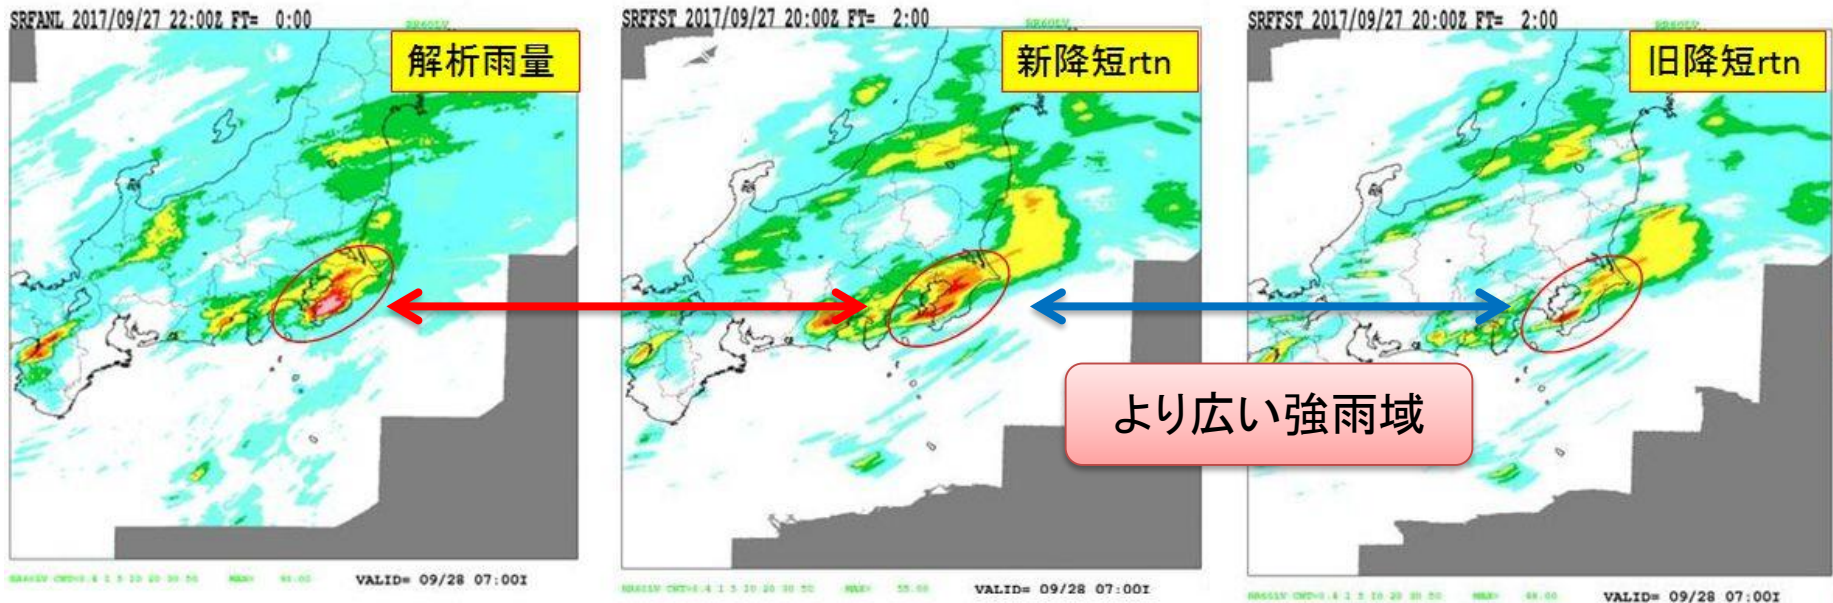 SRFANL 2017/09/27 22:00Z FT= 0:00
解析雨量
VALID= 09/28 07:00I
SRFFST 2017/09/27 20:00Z FT= 2:00
新降短rtn
VALID= 09/28 07:00I
SRFFST 2017/09/27 20:00Z FT= 2:00
旧降短rtn
VALID= 09/28 07:00I
より広い強雨域